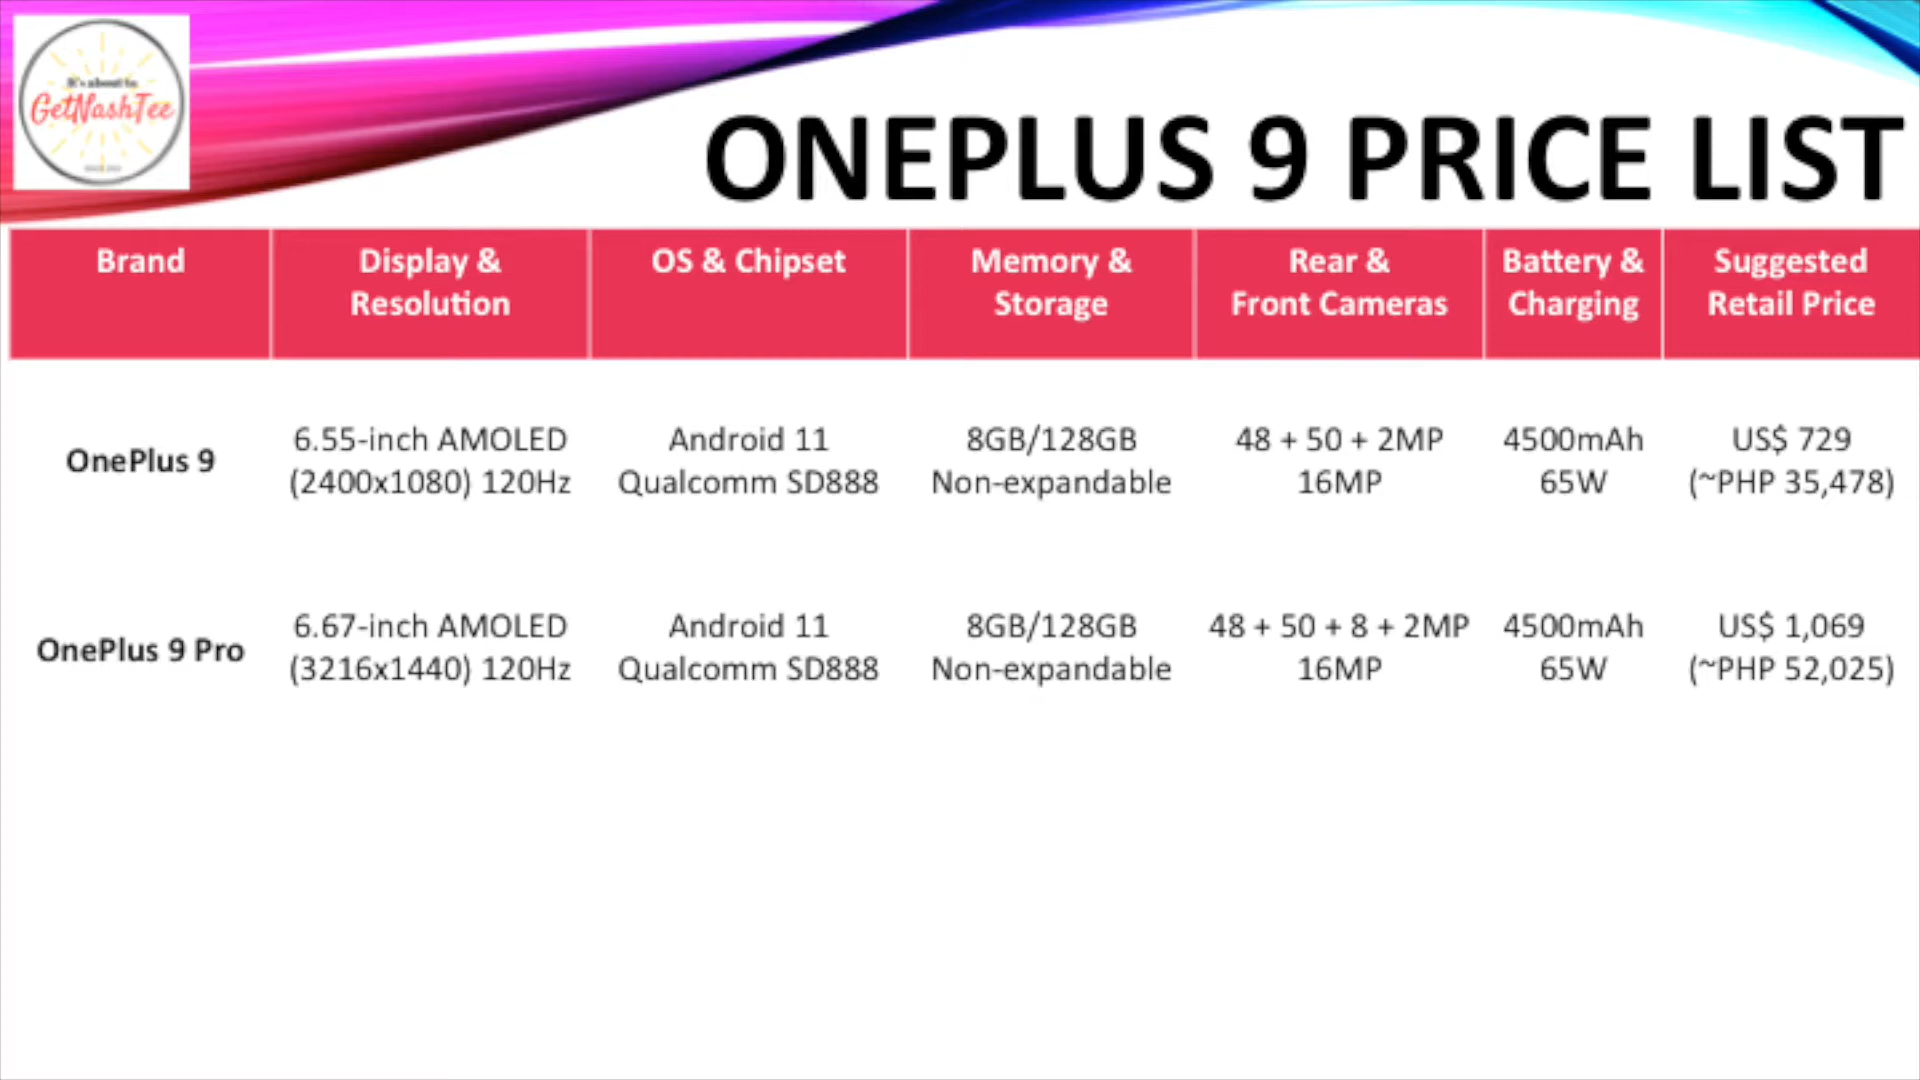 It's about to
GetNashTee
ONEPLUS 9 PRICE LIST
Brand
Display &
Resolution
OS & Chipset
Memory &
Storage
Rear &
Front Cameras
Battery &
Charging
Suggested
Retail Price
OnePlus 9
6.55-inch AMOLED
(2400x1080) 120Hz
Android 11
Qualcomm SD888
8GB/128GB
Non-expandable
48 + 50 + 2MP
16MP
4500mAh
65W
US$ 729
(~PHP 35,478)
OnePlus 9 Pro
6.67-inch AMOLED
(3216x1440) 120Hz
Android 11
Qualcomm SD888
8GB/128GB
Non-expandable
48 + 50 + 8 + 2MP
16MP
4500mAh
65W
US$ 1,069
(~PHP 52,025)